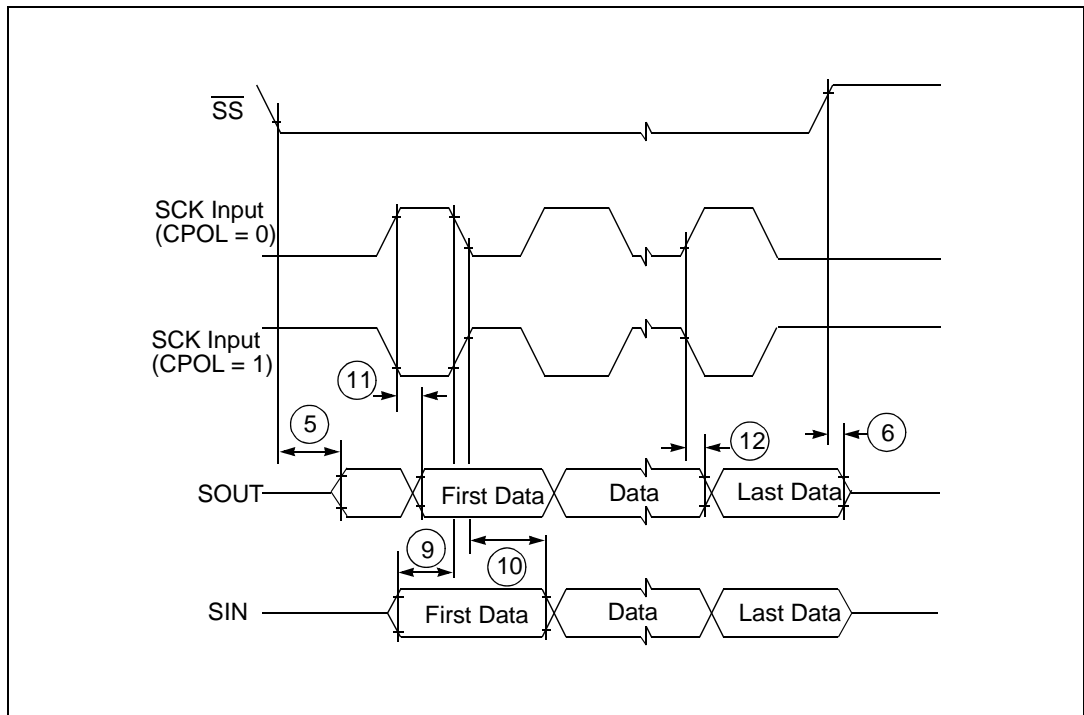 SS
SCK Input
(CPOL = 0)
SCK Input
(CPOL = 1)
11
5
12
6
SOUT
First Data
Data
Last Data
9
10
SIN
First Data
Data
Last Data